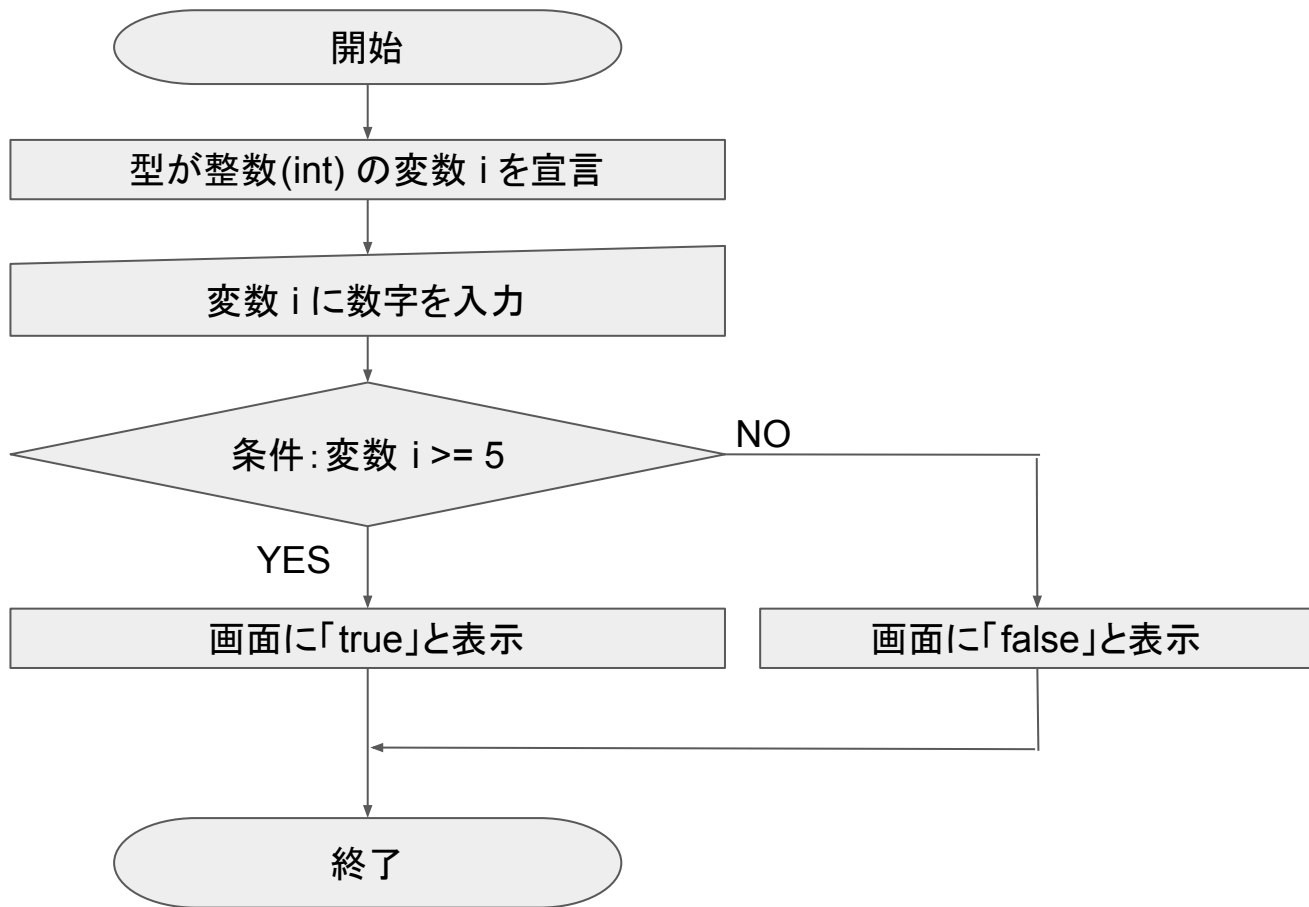 開始
型が整数(int) の変数 i を宣言
変数 i に数字を入力
条件：変数 i >= 5
NO
YES
画面に「true」と表示
画面に「false」と表示
終了